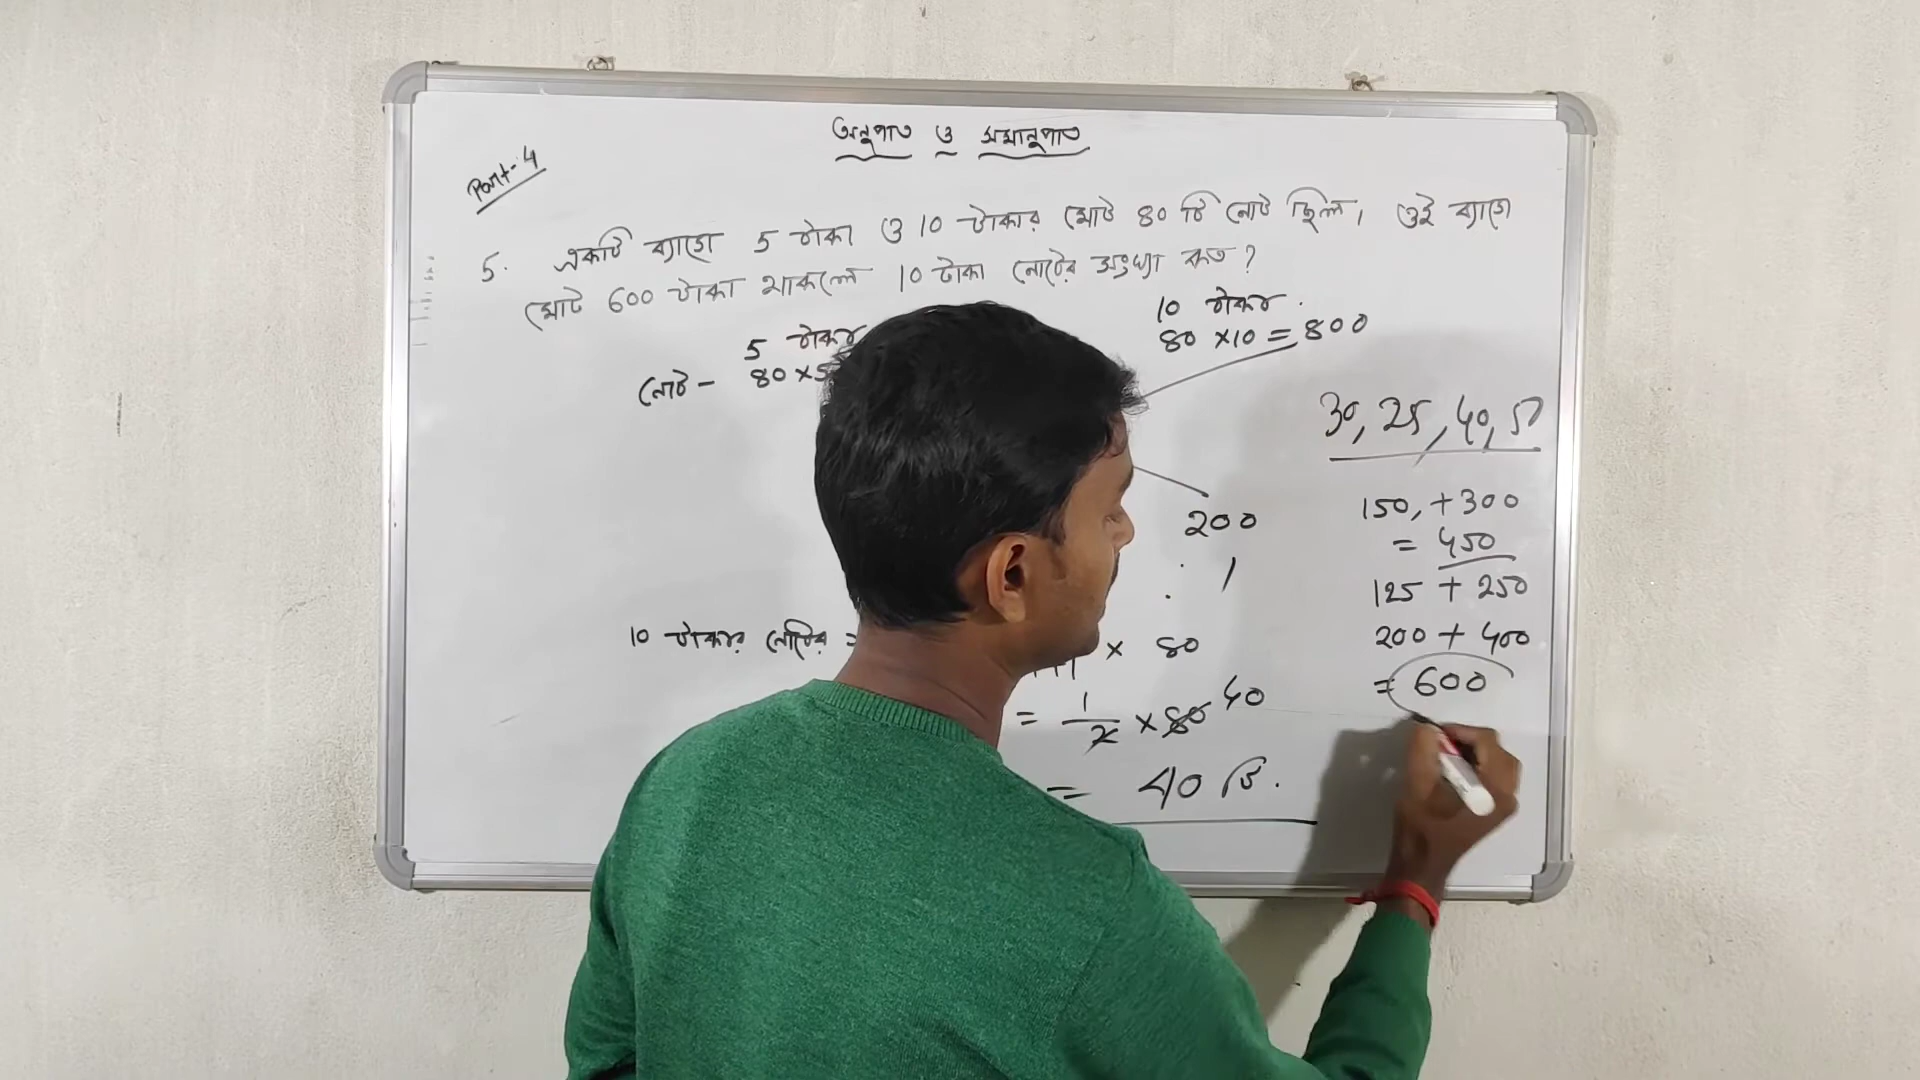 অনুপাত ও সমানুপাত
Part-4
5. একটি ব্যাগে 5 টাকা ও 10 টাকার মোট 80 টি নোট ছিল, ওই ব্যাগে
মোট 600 টাকা থাকলে 10 টাকা নোটের সংখ্যা কত?
5 টাকার
10 টাকার
নোট - 80 ×5
80 ×10 = 800
30, 25, 40, 50
200
150, +300
= 450
1
125 + 250
200 + 400
= 600
10 টাকার নোটের =
× 80
= 1/2 × 80 40
= 40 টি.